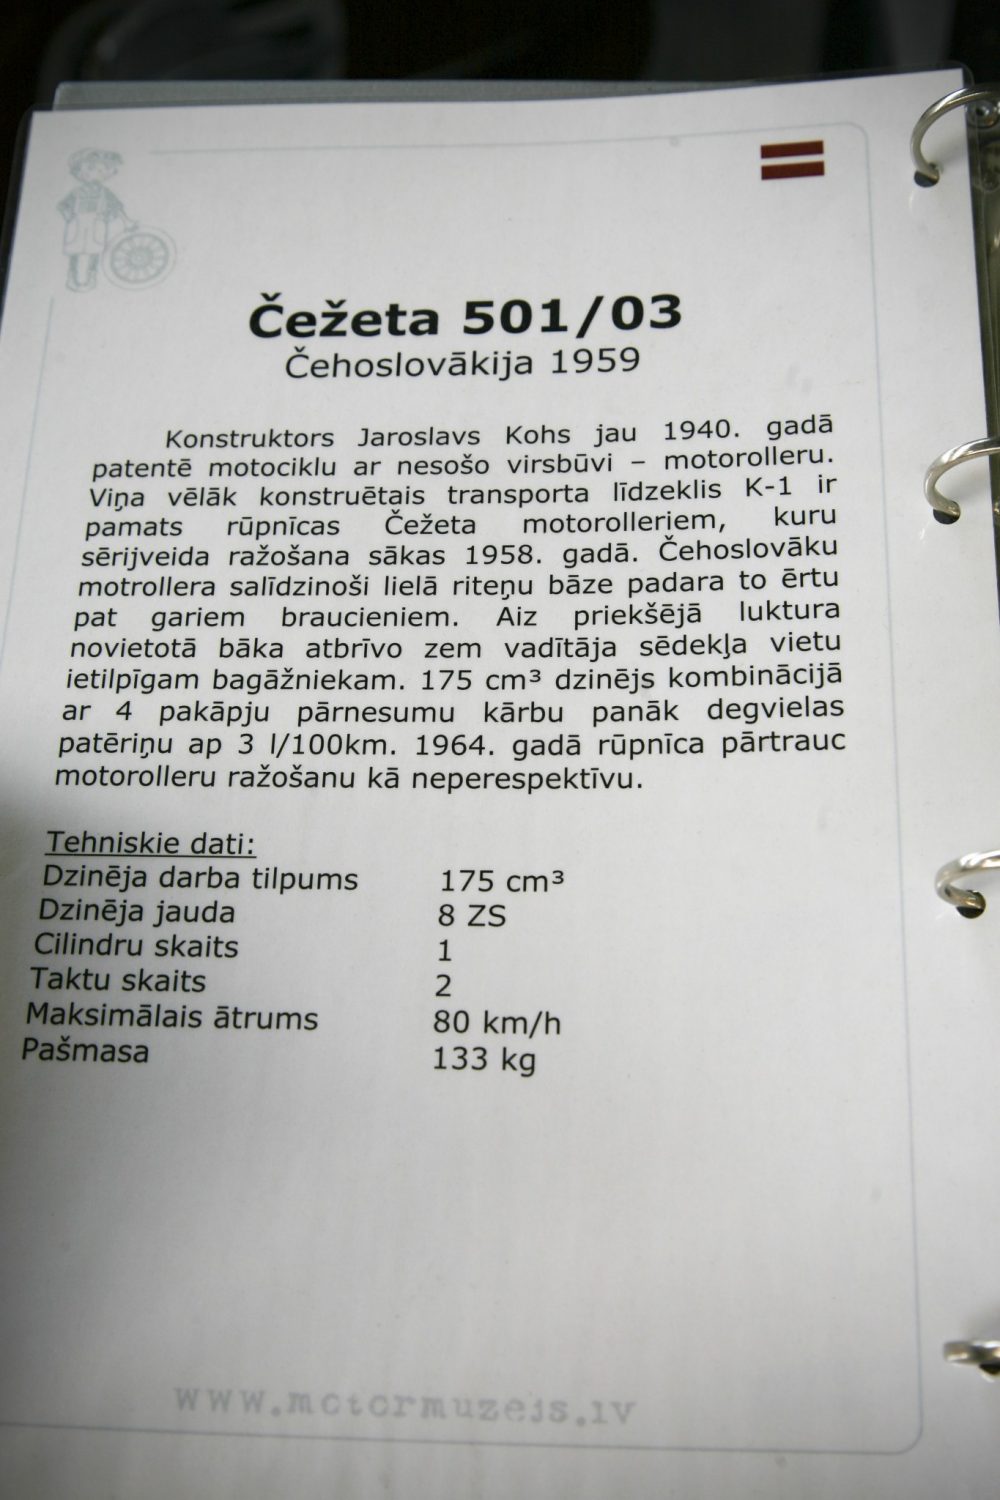 Čežeta 501/03
Čehoslovākija 1959
Konstruktors Jaroslavs Kohs jau 1940. gadā
patentē motociklu ar nesošo virsbūvi – motorolleru.
Viņa vēlāk konstruētais transporta līdzeklis K-1 ir
pamats rūpnīcas Čežeta motorolleriem, kuru
sērijveida ražošana sākas 1958. gadā. Čehoslovāku
motrollera salīdzinoši lielā riteņu bāze padara to ērtu
pat gariem braucieniem. Aiz priekšējā luktura
novietotā bāka atbrīvo zem vadītāja sēdekļa vietu
ietilpīgam bagāžniekam. 175 cm³ dzinējs kombinācijā
ar 4 pakāpju pārnesumu kārbu panāk degvielas
patēriņu ap 3 l/100km. 1964. gadā rūpnīca pārtrauc
motorolleru ražošanu kā neperespektīvu.
Tehniskie dati:
Dzinēja darba tilpums 175 cm³
Dzinēja jauda 8 ZS
Cilindru skaits 1
Taktu skaits 2
Maksimālais ātrums 80 km/h
Pašmasa 133 kg
www.motormuzejs.lv